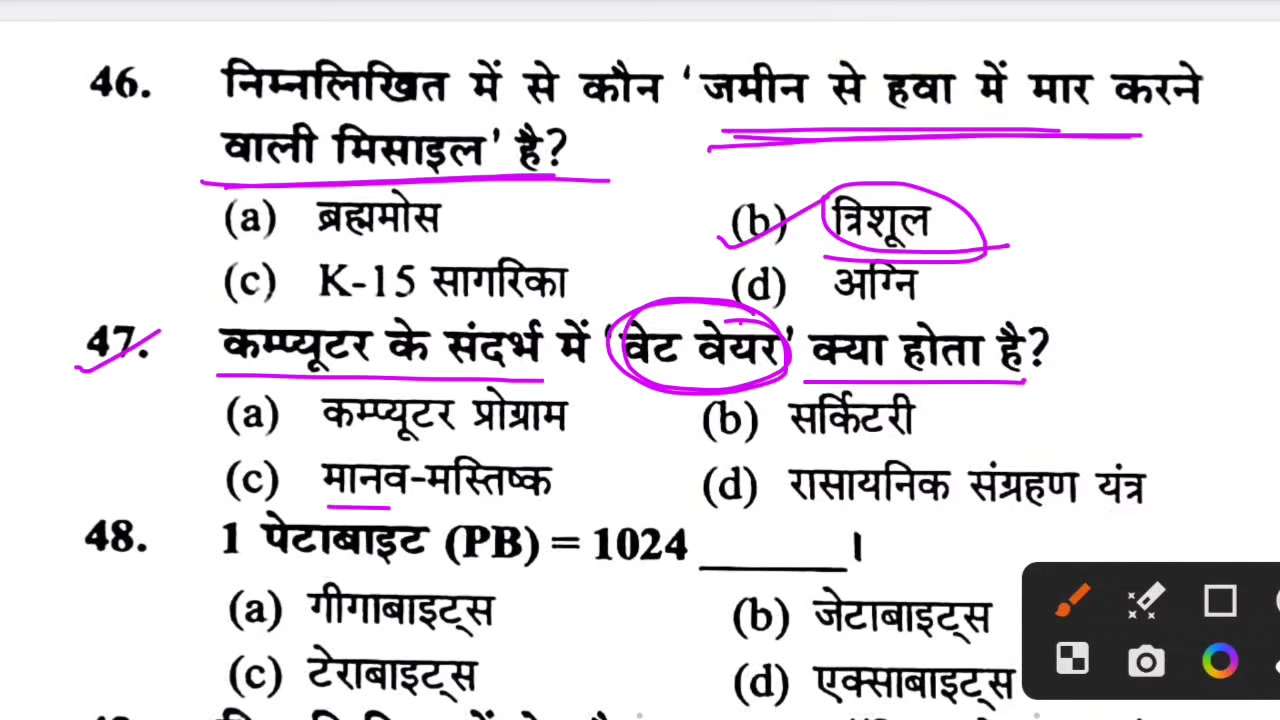 46. निम्नलिखित में से कौन 'जमीन से हवा में मार करने
वाली मिसाइल' है?
(a) ब्रह्ममोस (b) त्रिशूल
(c) K-15 सागरिका (d) अग्नि
47. कम्प्यूटर के संदर्भ में 'वेट वेयर' क्या होता है?
(a) कम्प्यूटर प्रोग्राम (b) सर्किटरी
(c) मानव-मस्तिष्क (d) रासायनिक संग्रहण यंत्र
48. 1 पेटाबाइट (PB) = 1024 ______ ।
(a) गीगाबाइट्स (b) जेटाबाइट्स
(c) टेराबाइट्स (d) एक्साबाइट्स